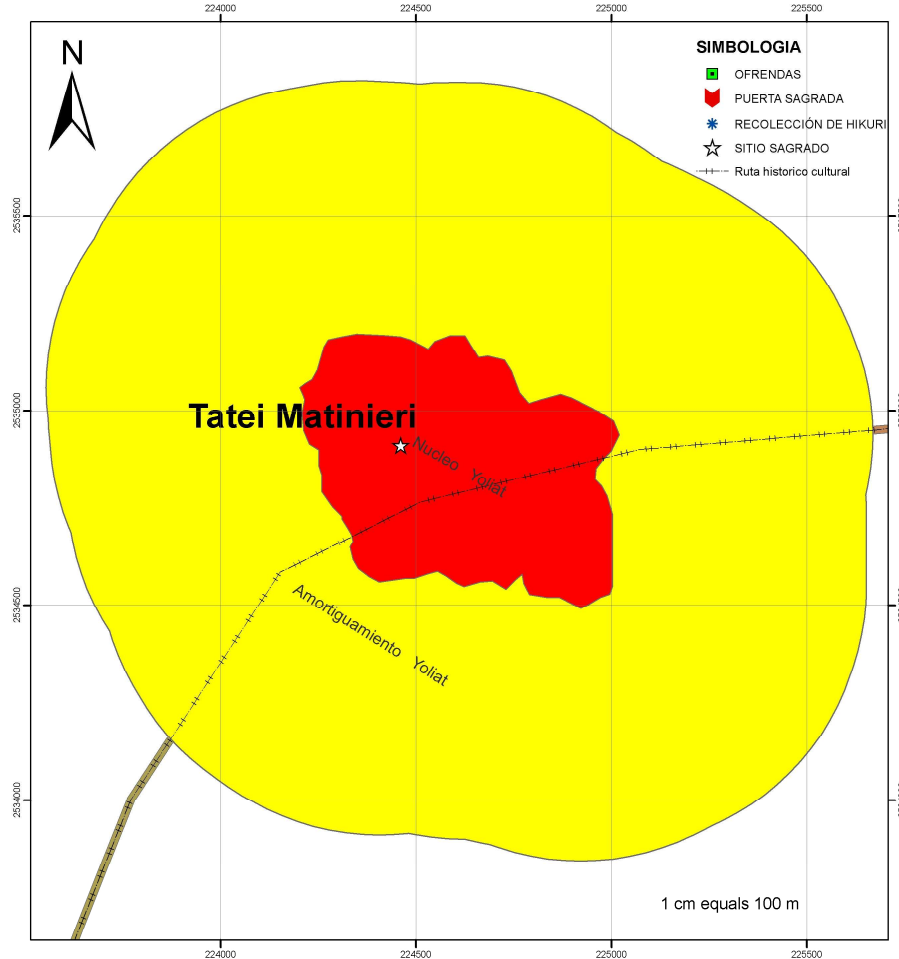 224000 224500 225000 225500
N
SIMBOLOGIA
OFRENDAS
PUERTA SAGRADA
RECOLECCIÓN DE HIKURI
SITIO SAGRADO
Ruta historico cultural
2535500
2535000
Tatei Matinieri
Nucleo Yoliat
2534500
Amortiguamiento Yoliat
2534000
1 cm equals 100 m
224000 224500 225000 225500